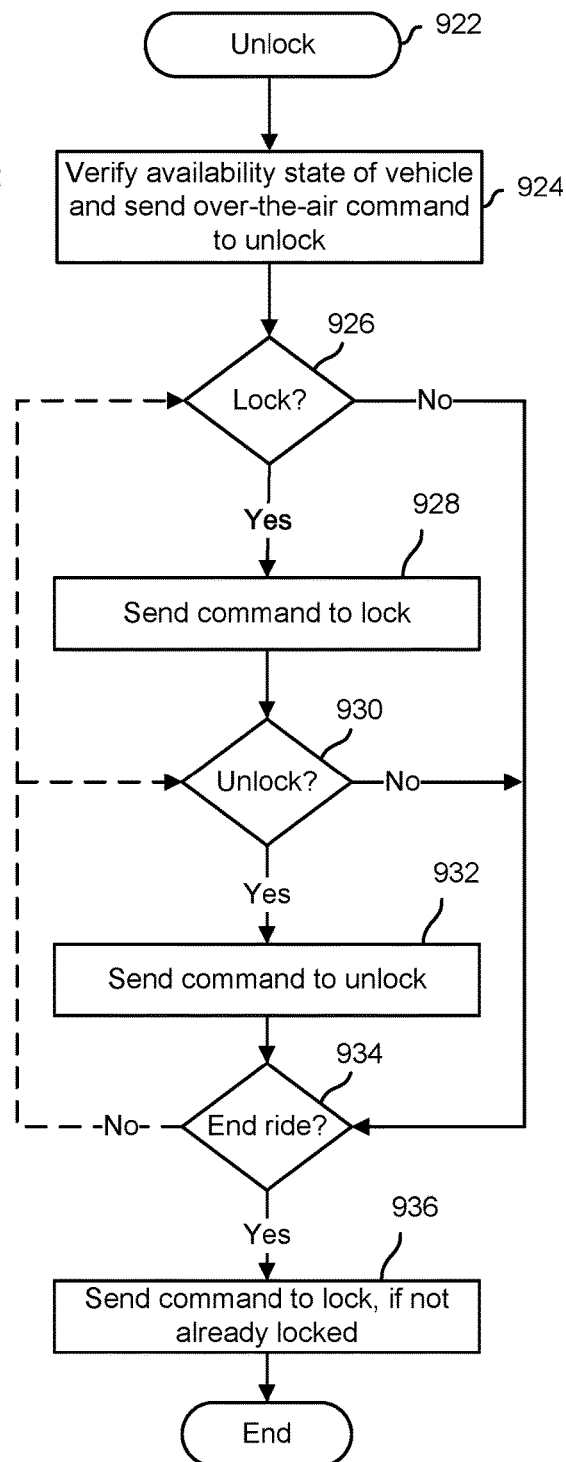 Unlock
922
Verify availability state of vehicle
and send over-the-air command
to unlock
924
926
Lock?
No
Yes
928
Send command to lock
930
Unlock?
No
Yes
932
Send command to unlock
934
No
End ride?
Yes
936
Send command to lock, if not
already locked
End